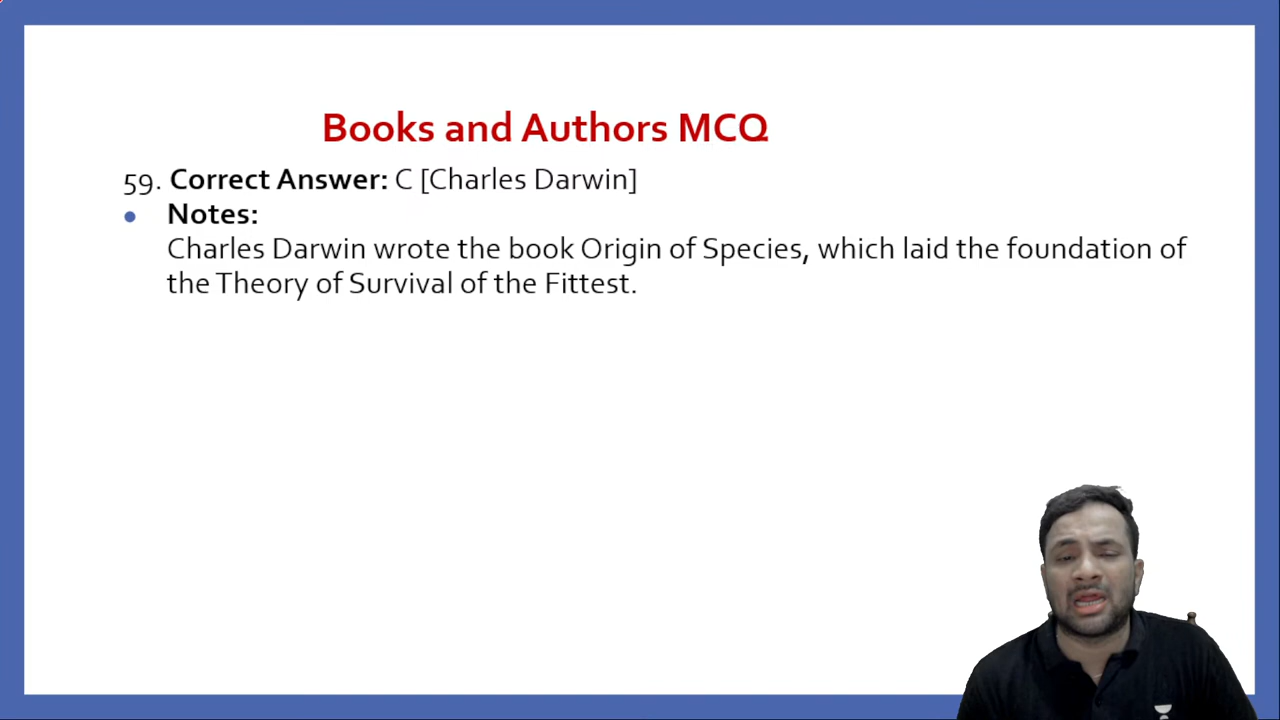 Books and Authors MCQ
59. Correct Answer: C [Charles Darwin]
• Notes:
Charles Darwin wrote the book Origin of Species, which laid the foundation of
the Theory of Survival of the Fittest.